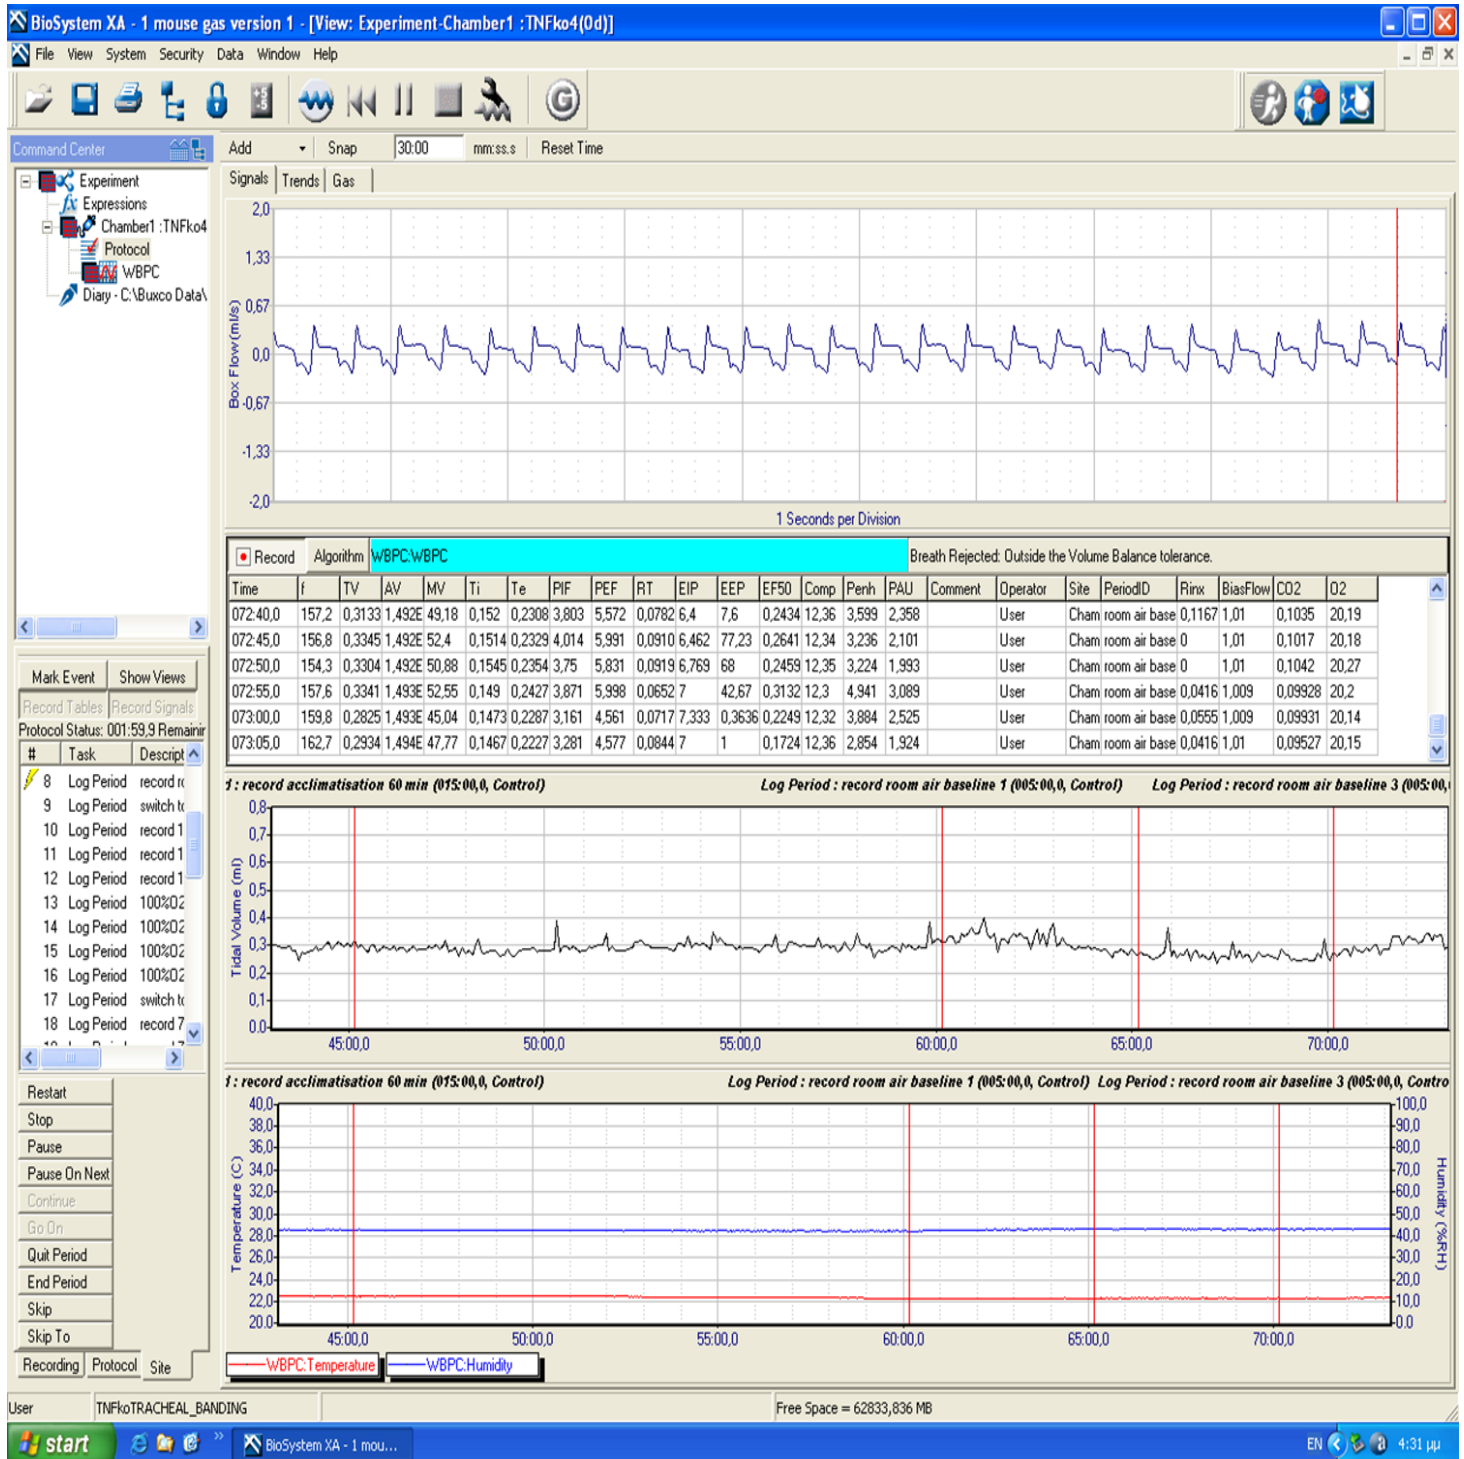 BioSystem XA - 1 mouse gas version 1 - [View: Experiment-Chamber1 :TNFko4(0d)]
File View System Security Data Window Help
Command Center
Add Snap 30:00 mm:ss.s Reset Time
Experiment
Expressions
Chamber1 :TNFko4
Protocol
WBPC
Diary - C:\Buxco Data\
Signals Trends Gas
2,0
1,33
0,67
0,0
-0,67
-1,33
-2,0
Box Flow (ml/s)
1 Seconds per Division
Record Algorithm WBPC:WBPC Breath Rejected: Outside the Volume Balance tolerance.
Time f TV AV MV Ti Te PIF PEF RT EIP EEP EF50 Comp Penh PAU Comment Operator Site PeriodID Rinx BiasFlow CO2 O2
072:40,0 157,2 0,3133 1,492E 49,18 0,152 0,2308 3,803 5,572 0,0782 6,4 7,6 0,2434 12,36 3,599 2,358 User Cham room air base 0,1167 1,01 0,1035 20,19
072:45,0 156,8 0,3345 1,492E 52,4 0,1514 0,2329 4,014 5,991 0,0910 6,462 77,23 0,2641 12,34 3,236 2,101 User Cham room air base 0 1,01 0,1017 20,18
072:50,0 154,3 0,3304 1,492E 50,88 0,1545 0,2354 3,75 5,831 0,0919 6,769 68 0,2459 12,35 3,224 1,993 User Cham room air base 0 1,01 0,1042 20,27
072:55,0 157,6 0,3341 1,493E 52,55 0,149 0,2427 3,871 5,998 0,0652 7 42,67 0,3132 12,3 4,941 3,089 User Cham room air base 0,0416 1,009 0,09928 20,2
073:00,0 159,8 0,2825 1,493E 45,04 0,1473 0,2287 3,161 4,561 0,0717 7,333 0,3636 0,2249 12,32 3,884 2,525 User Cham room air base 0,0555 1,009 0,09931 20,14
073:05,0 162,7 0,2934 1,494E 47,77 0,1467 0,2227 3,281 4,577 0,0844 7 1 0,1724 12,36 2,854 1,924 User Cham room air base 0,0416 1,01 0,09527 20,15
Mark Event Show Views
Record Tables Record Signals
Protocol Status: 001:59,9 Remainir
# Task Descript
8 Log Period record ro
9 Log Period switch to
10 Log Period record 1
11 Log Period record 1
12 Log Period record 1
13 Log Period 100%O2
14 Log Period 100%O2
15 Log Period 100%O2
16 Log Period 100%O2
17 Log Period switch to
18 Log Period record 7
: record acclimatisation 60 min (015:00,0, Control) Log Period : record room air baseline 1 (005:00,0, Control) Log Period : record room air baseline 3 (005:00,
0,8
0,7
0,6
0,5
0,4
0,3
0,2
0,1
0.0
Tidal Volume (ml)
45:00,0 50:00,0 55:00,0 60:00,0 65:00,0 70:00,0
: record acclimatisation 60 min (015:00,0, Control) Log Period : record room air baseline 1 (005:00,0, Control) Log Period : record room air baseline 3 (005:00,0, Contro
40,0
38,0
36,0
34,0
32,0
30,0
28,0
26,0
24,0
22,0
20.0
Temperature (C)
100,0
90,0
80,0
70,0
60,0
50,0
40,0
30,0
20,0
10,0
0.0
Humidity (%RH)
45:00,0 50:00,0 55:00,0 60:00,0 65:00,0 70:00,0
WBPC:Temperature WBPC:Humidity
Restart
Stop
Pause
Pause On Next
Continue
Go On
Quit Period
End Period
Skip
Skip To
Recording Protocol Site
User TNFkoTRACHEAL_BANDING Free Space = 62833,836 MB
start BioSystem XA - 1 mou... EN 4:31 μμ